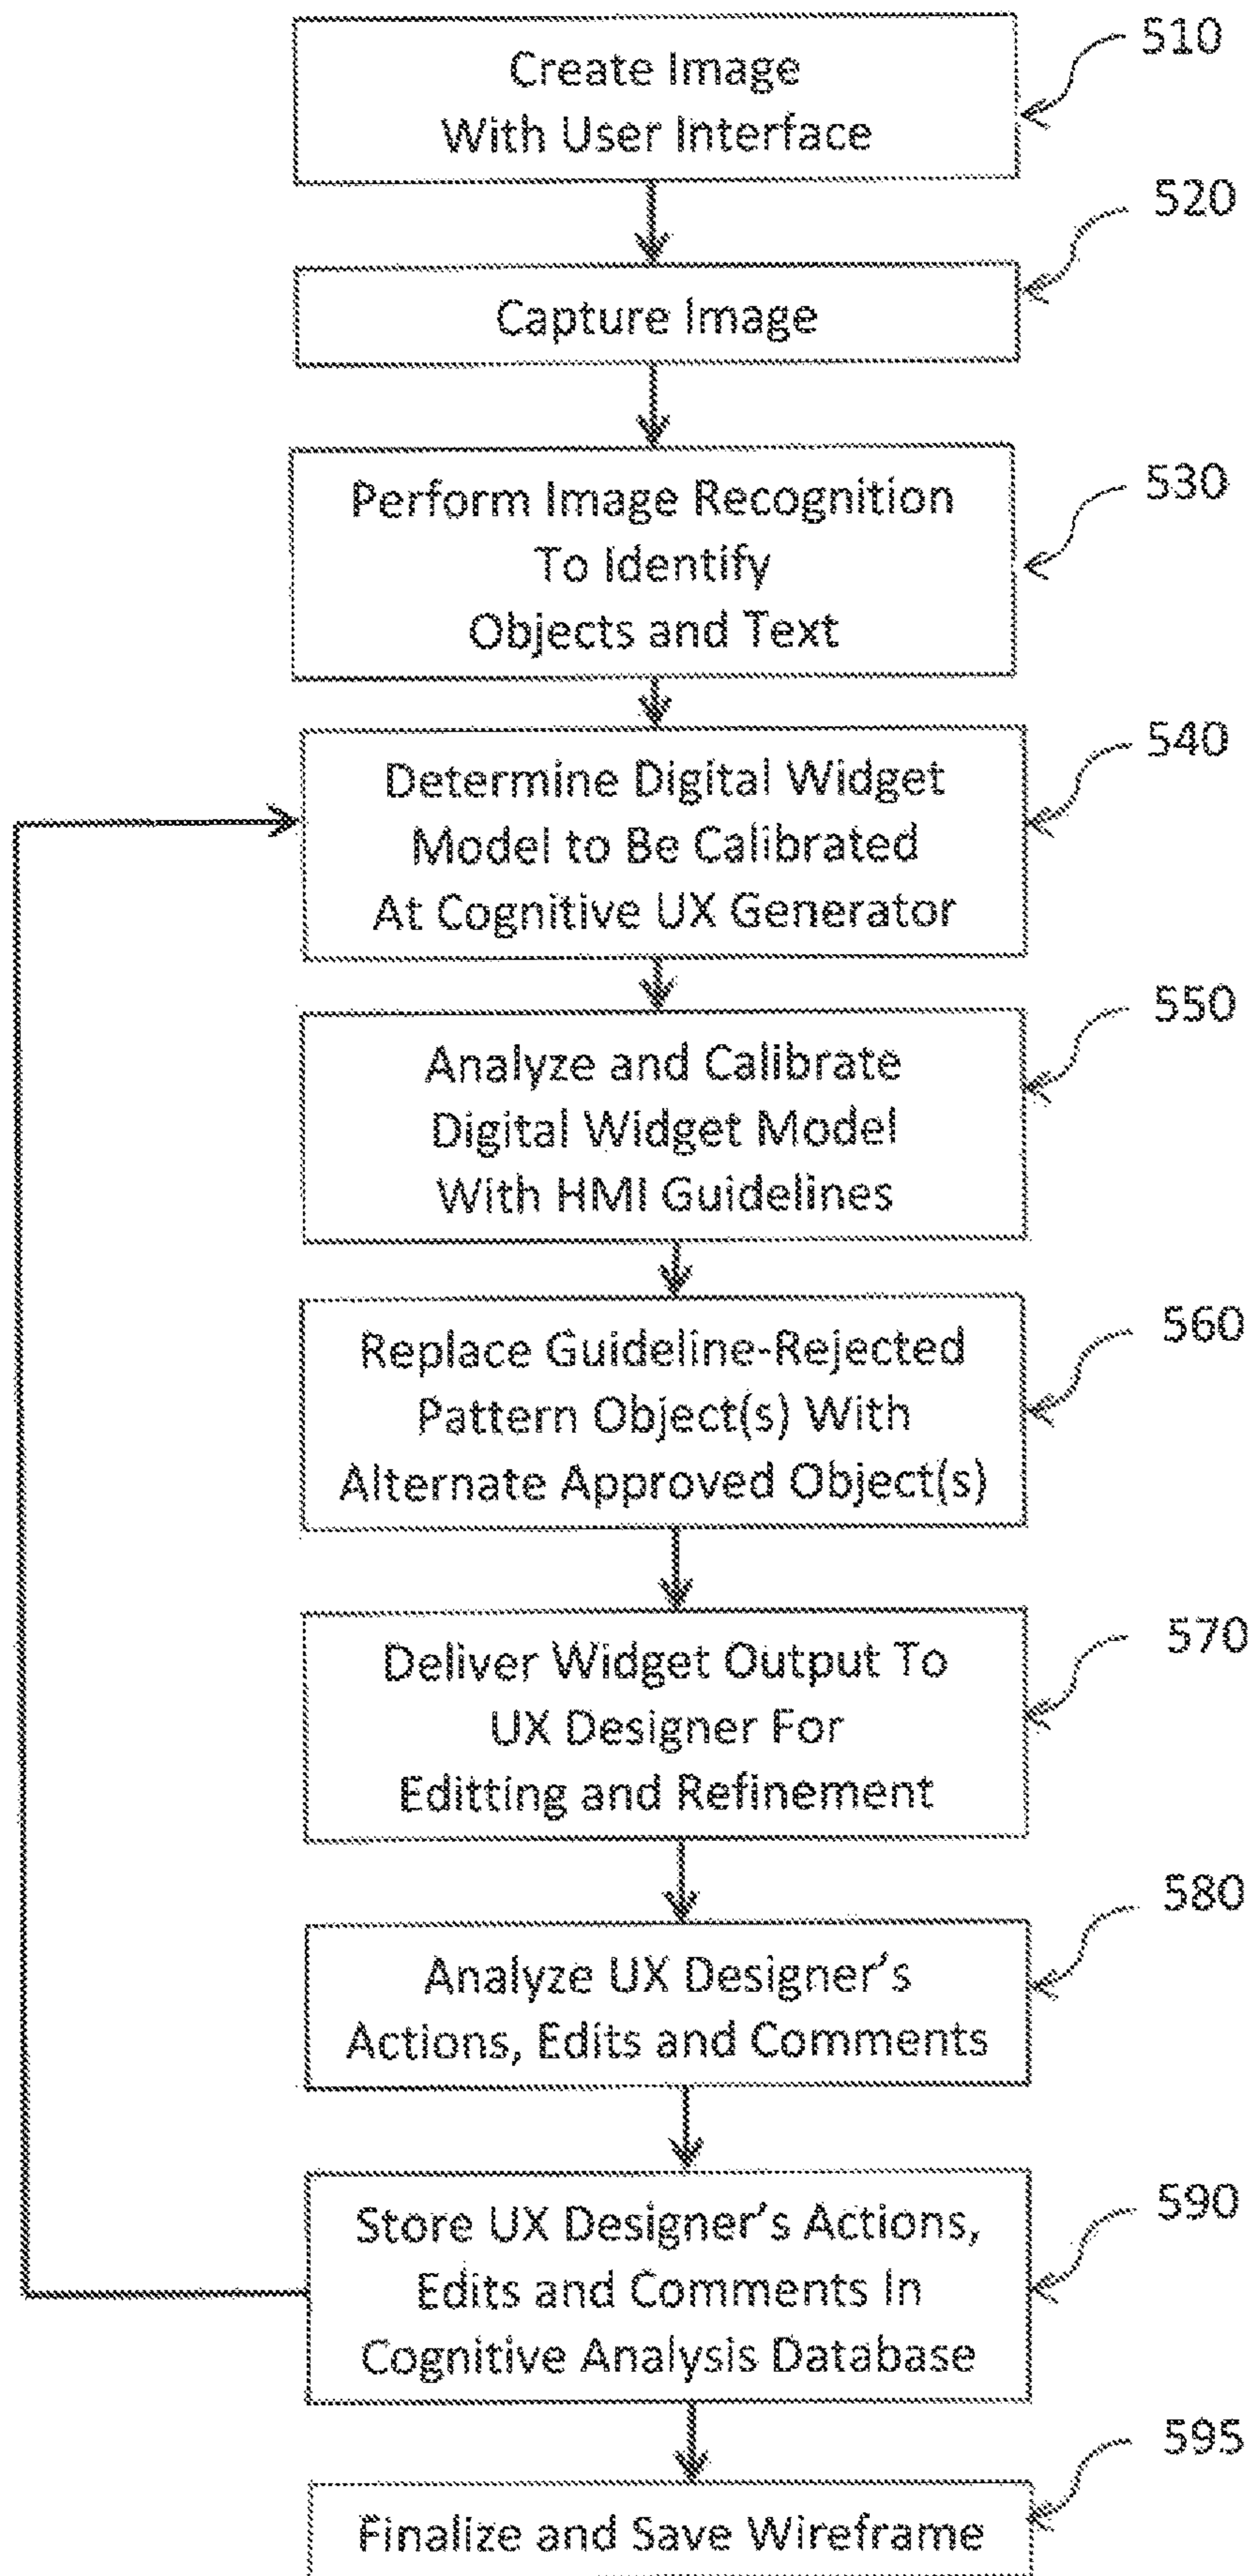 510
Create Image
With User Interface
520
Capture Image
530
Perform Image Recognition
To Identify
Objects and Text
540
Determine Digital Widget
Model to Be Calibrated
At Cognitive UX Generator
550
Analyze and Calibrate
Digital Widget Model
With HMI Guidelines
560
Replace Guideline-Rejected
Pattern Object(s) With
Alternate Approved Object(s)
570
Deliver Widget Output To
UX Designer For
Editting and Refinement
580
Analyze UX Designer's
Actions, Edits and Comments
590
Store UX Designer's Actions,
Edits and Comments In
Cognitive Analysis Database
595
Finalize and Save Wireframe